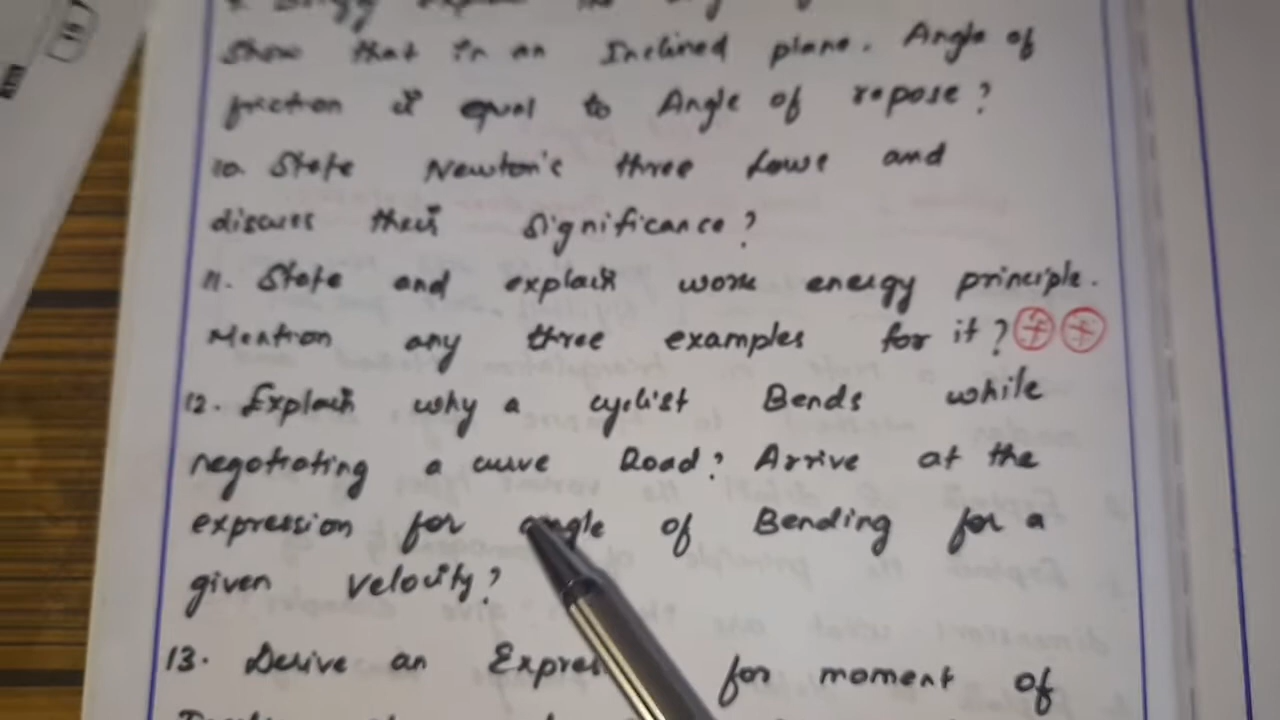 Show that in an Inclined plane. Angle of
friction is equal to Angle of repose?
10. State Newton's three Laws and
discuss their Significance?
11. State and explain work energy principle.
Mention any three examples for it?
12. Explain why a cyclist Bends while
negotiating a curve Road? Arrive at the
expression for angle of Bending for a
given velocity?
13. Derive an for moment of